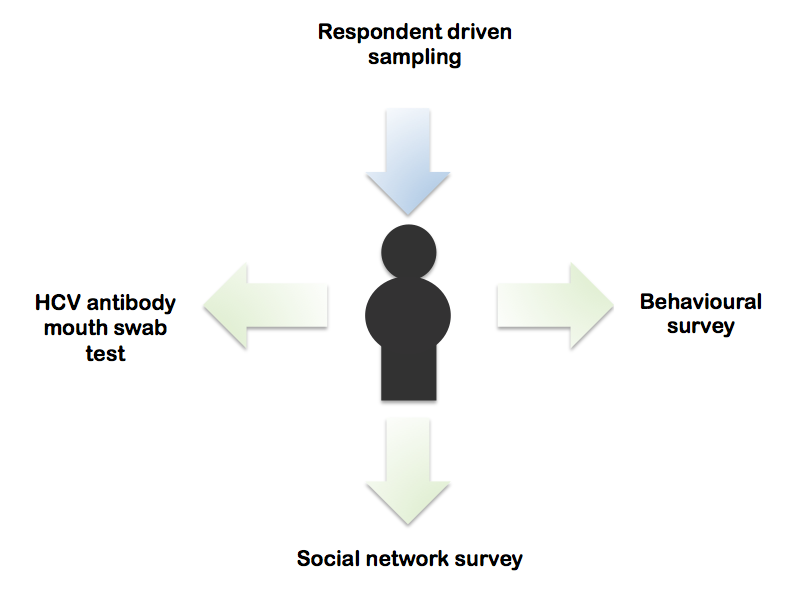 Respondent driven
sampling
HCV antibody
mouth swab
test
Behavioural
survey
Social network survey